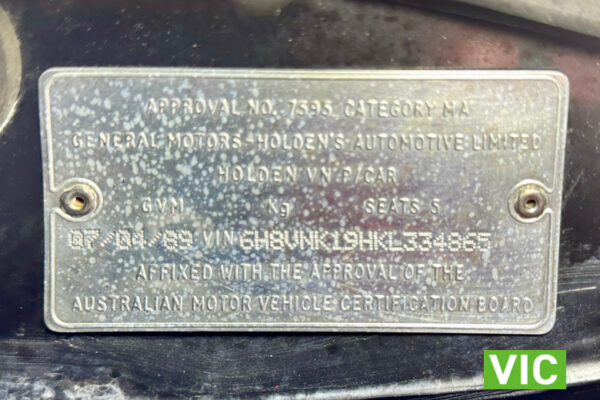 APPROVAL NO. 7595 CATEGORY MA
GENERAL MOTORS-HOLDEN'S AUTOMOTIVE LIMITED
HOLDEN VN P/CAR
GVM Kg SEATS 5
07/04/89 VIN 6W8VNK19HKL334865
AFFIXED WITH THE APPROVAL OF THE
AUSTRALIAN MOTOR VEHICLE CERTIFICATION BOARD
VIC